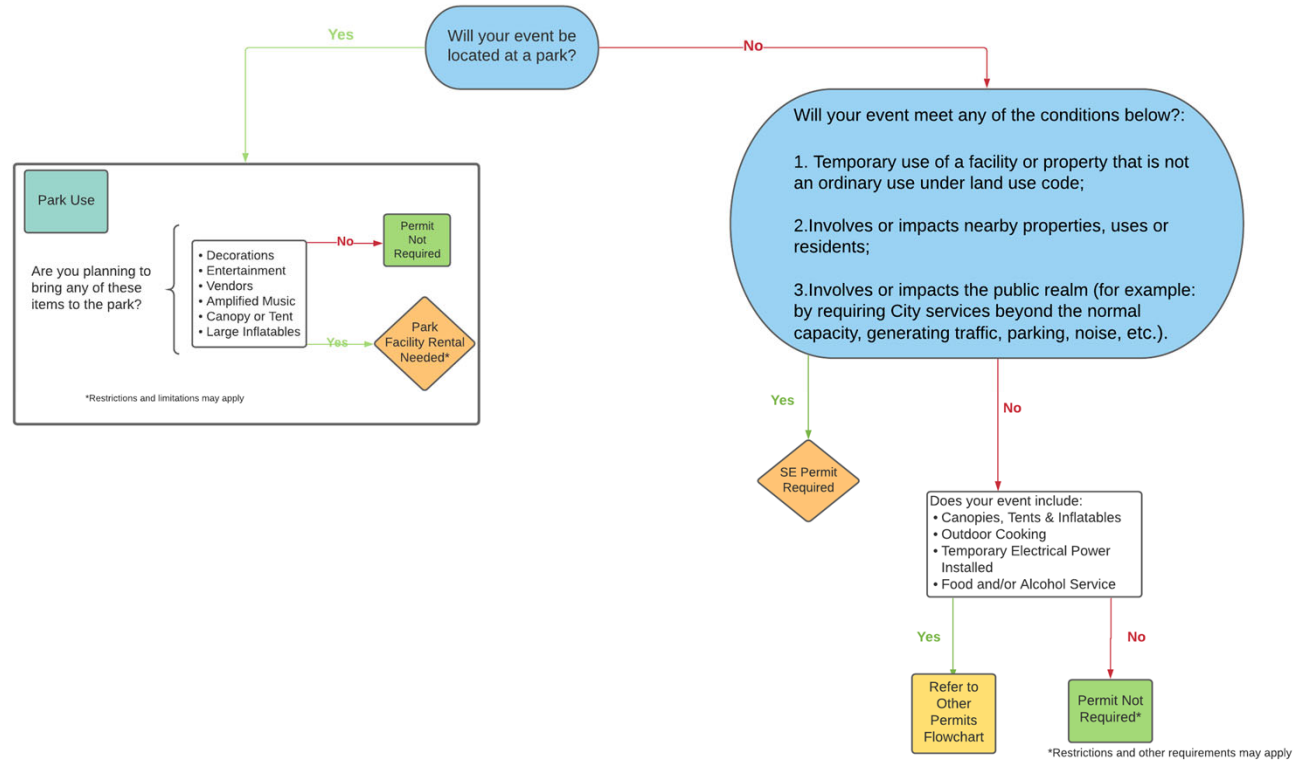 Will your event be
located at a park?
Yes
No
Park Use
Are you planning to
bring any of these
items to the park?
• Decorations
• Entertainment
• Vendors
• Amplified Music
• Canopy or Tent
• Large Inflatables
No
Permit
Not
Required
Yes
Park
Facility Rental
Needed*
*Restrictions and limitations may apply
Will your event meet any of the conditions below?:
1. Temporary use of a facility or property that is not
an ordinary use under land use code;
2.Involves or impacts nearby properties, uses or
residents;
3.Involves or impacts the public realm (for example:
by requiring City services beyond the normal
capacity, generating traffic, parking, noise, etc.).
Yes
No
SE Permit
Required
Does your event include:
• Canopies, Tents & Inflatables
• Outdoor Cooking
• Temporary Electrical Power
Installed
• Food and/or Alcohol Service
Yes
No
Refer to
Other
Permits
Flowchart
Permit Not
Required*
*Restrictions and other requirements may apply